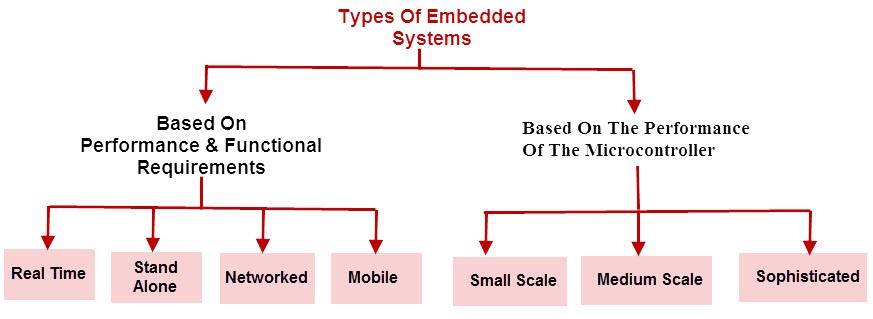 Types Of Embedded
Systems
Based On
Performance & Functional
Requirements
Based On The Performance
Of The Microcontroller
Real Time
Stand
Alone
Networked
Mobile
Small Scale
Medium Scale
Sophisticated